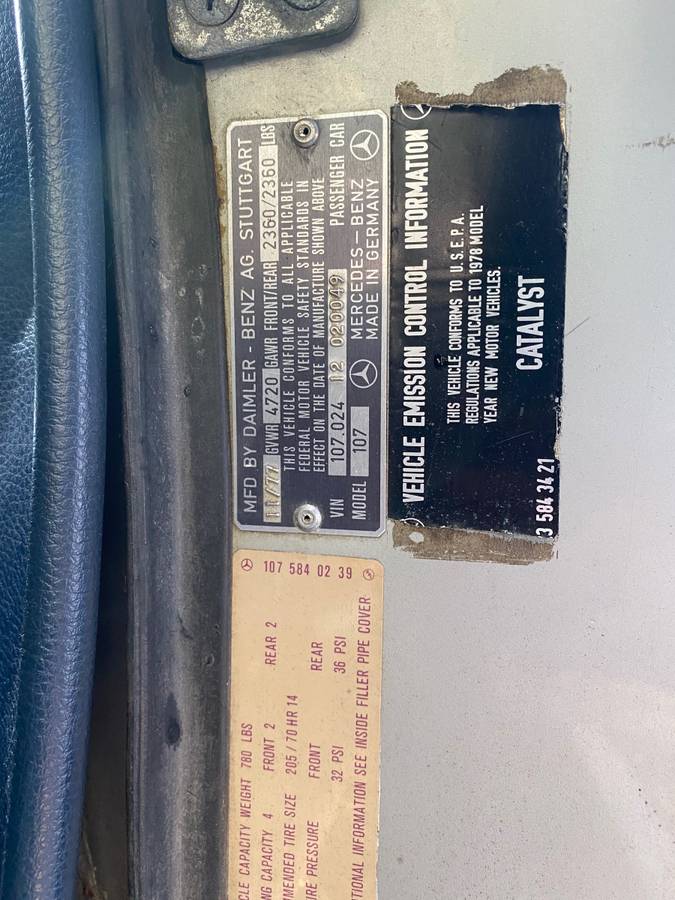 MFD BY DAIMLER - BENZ AG. STUTTGART
11/77 GVWR 4720 GAWR FRONT/REAR 2360/2360 LBS
THIS VEHICLE CONFORMS TO ALL APPLICABLE
FEDERAL MOTOR VEHICLE SAFETY STANDARDS IN
EFFECT ON THE DATE OF MANUFACTURE SHOWN ABOVE
VIN 107.024 12 020049 PASSENGER CAR
MODEL 107 MERCEDES-BENZ
MADE IN GERMANY
VEHICLE EMISSION CONTROL INFORMATION
THIS VEHICLE CONFORMS TO U.S.E.P.A.
REGULATIONS APPLICABLE TO 1978 MODEL
YEAR NEW MOTOR VEHICLES.
CATALYST
3 584 34 21
107 584 02 39
CLE CAPACITY WEIGHT 780 LBS
NG CAPACITY 4 FRONT 2 REAR 2
MMENDED TIRE SIZE 205/70 HR 14
IRE PRESSURE FRONT REAR
32 PSI 36 PSI
TIONAL INFORMATION SEE INSIDE FILLER PIPE COVER